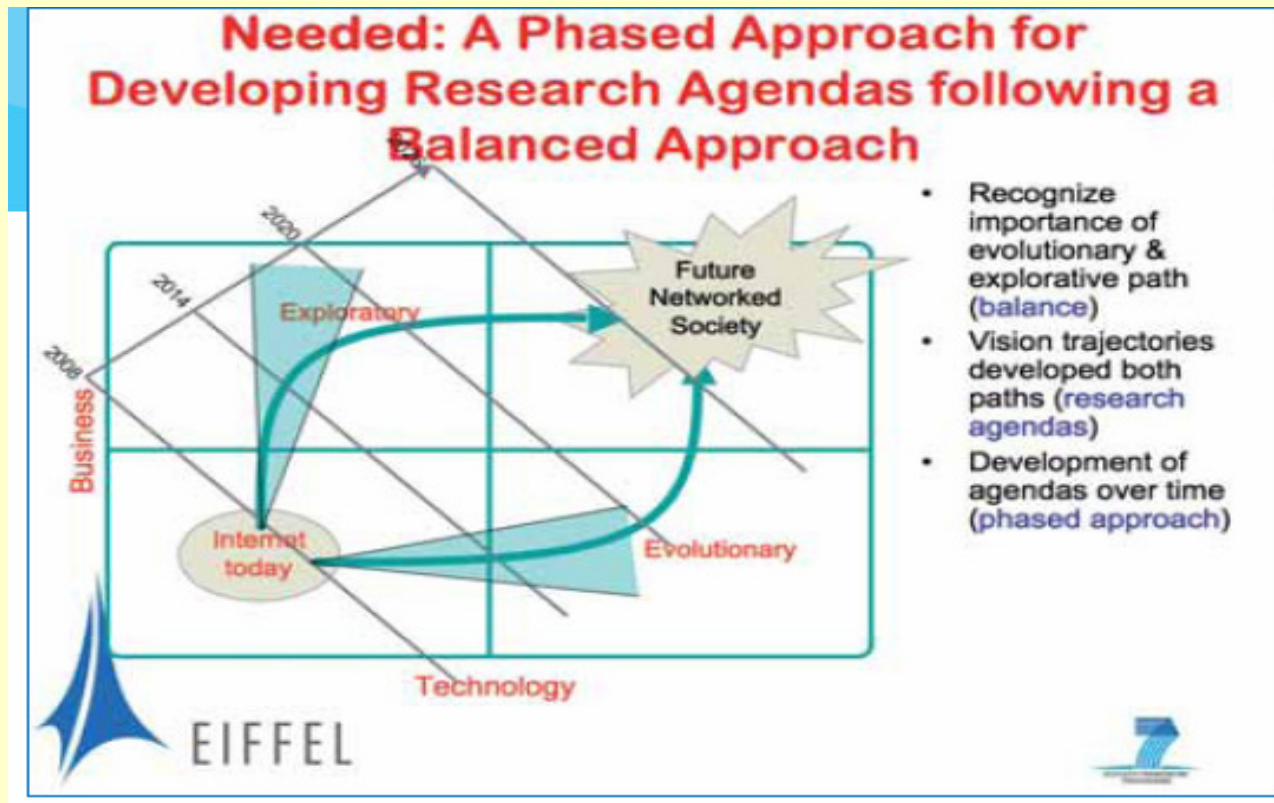 Needed: A Phased Approach for
Developing Research Agendas following a
Balanced Approach
2020
2014
2008
Business
Exploratory
Future
Networked
Society
Internet
today
Evolutionary
Technology
• Recognize
importance of
evolutionary &
explorative path
(balance)
• Vision trajectories
developed both
paths (research
agendas)
• Development of
agendas over time
(phased approach)
EIFFEL
7